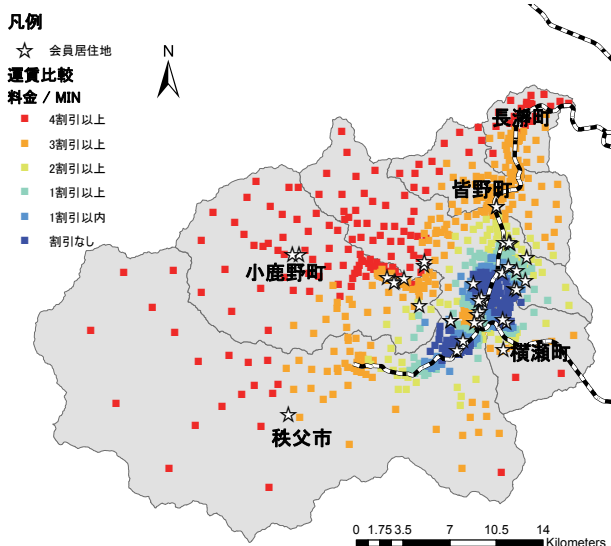 凡例
会員居住地
運賃比較
料金 / MIN
4割引以上
3割引以上
2割引以上
1割引以上
1割引以内
割引なし
N
長瀞町
皆野町
小鹿野町
横瀬町
秩父市
0 1.75 3.5 7 10.5 14
Kilometers